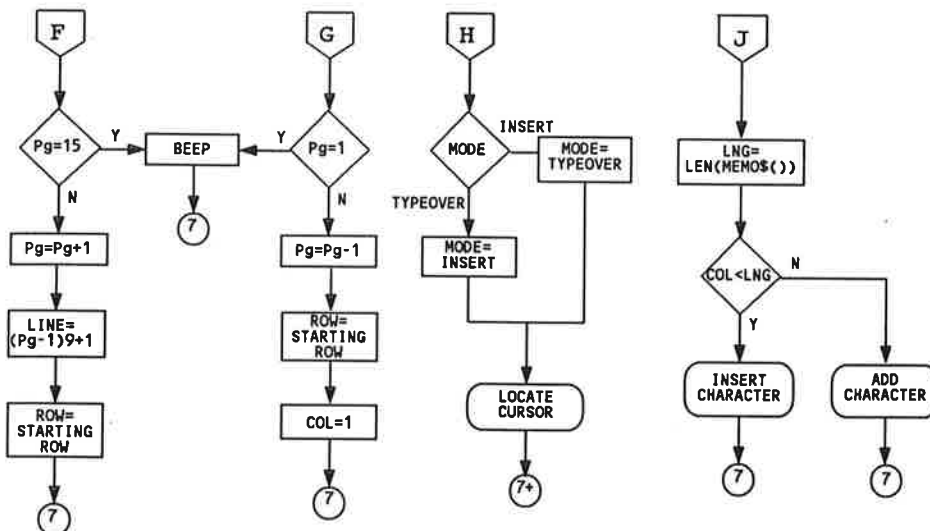 F
Pg=15
Y
N
Pg=Pg+1
LINE=
(Pg-1)9+1
ROW=
STARTING
ROW
7
BEEP
7
G
Pg=1
Y
N
Pg=Pg-1
ROW=
STARTING
ROW
COL=1
7
H
MODE
INSERT
MODE=
TYPEOVER
TYPEOVER
MODE=
INSERT
LOCATE
CURSOR
7+
J
LNG=
LEN(MEMO$())
COL<LNG
N
Y
INSERT
CHARACTER
7
ADD
CHARACTER
7